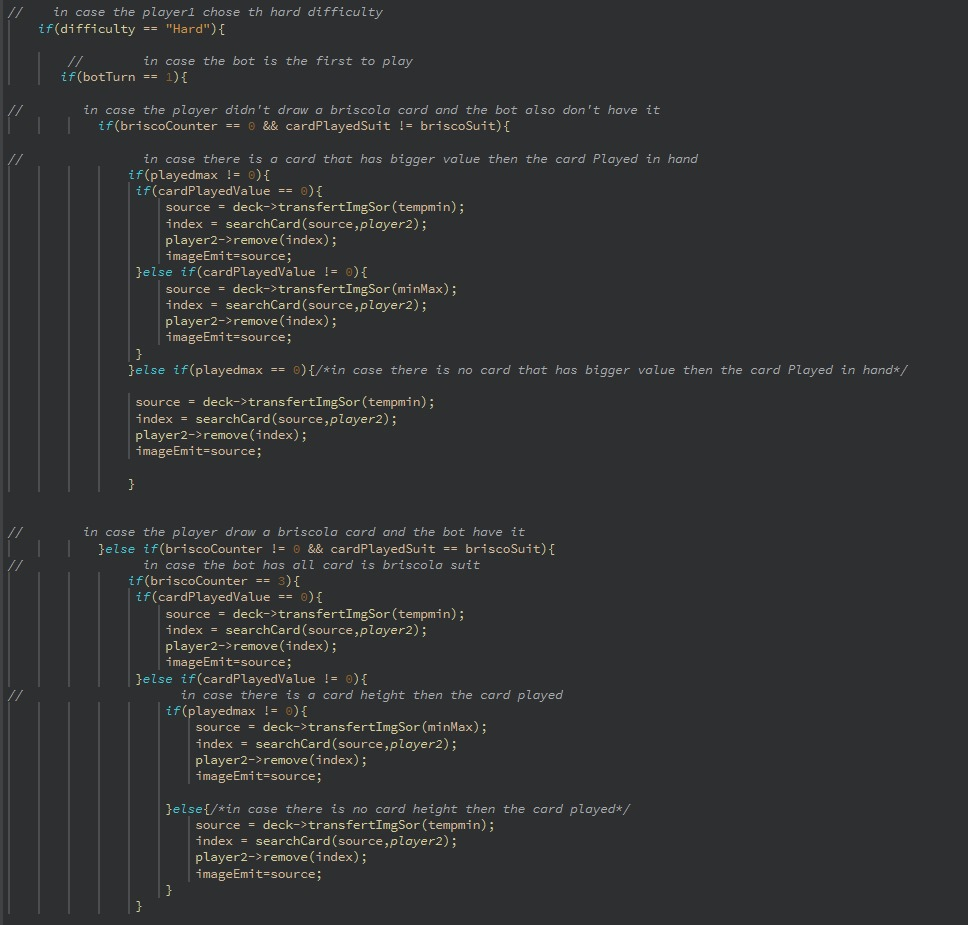 //    in case the player1 chose th hard difficulty
    if(difficulty == "Hard"){
        //        in case the bot is the first to play
       if(botTurn == 1){
//        in case the player didn't draw a briscola card and the bot also don't have it
            if(briscoCounter == 0 && cardPlayedSuit != briscoSuit){
//                in case there is a card that has bigger value then the card Played in hand
                if(playedmax != 0){
                 if(cardPlayedValue == 0){
                     source = deck->transfertImgSor(tempmin);
                     index = searchCard(source,player2);
                     player2->remove(index);
                     imageEmit=source;
                 }else if(cardPlayedValue != 0){
                     source = deck->transfertImgSor(minMax);
                     index = searchCard(source,player2);
                     player2->remove(index);
                     imageEmit=source;
                 }
                }else if(playedmax == 0){/*in case there is no card that has bigger value then the card Played in hand*/
                 source = deck->transfertImgSor(tempmin);
                 index = searchCard(source,player2);
                 player2->remove(index);
                 imageEmit=source;
                }
//        in case the player draw a briscola card and the bot have it
            }else if(briscoCounter != 0 && cardPlayedSuit == briscoSuit){
//                in case the bot has all card is briscola suit
                if(briscoCounter == 3){
                 if(cardPlayedValue == 0){
                     source = deck->transfertImgSor(tempmin);
                     index = searchCard(source,player2);
                     player2->remove(index);
                     imageEmit=source;
                 }else if(cardPlayedValue != 0){
//                     in case there is a card height then the card played
                     if(playedmax != 0){
                         source = deck->transfertImgSor(minMax);
                         index = searchCard(source,player2);
                         player2->remove(index);
                         imageEmit=source;
                     }else{/*in case there is no card height then the card played*/
                         source = deck->transfertImgSor(tempmin);
                         index = searchCard(source,player2);
                         player2->remove(index);
                         imageEmit=source;
                     }
                 }